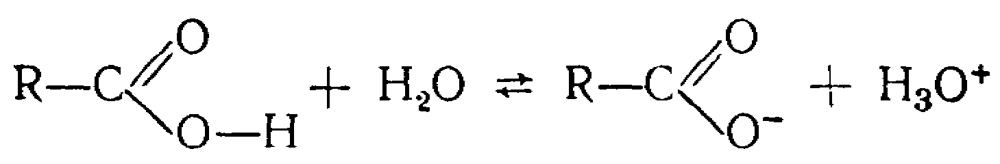 R—C(=O)O—H + H₂O ⇄ R—C(=O)O⁻ + H₃O⁺